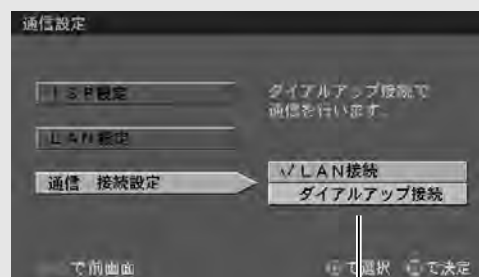 通信設定
ISP設定
LAN設定
通信 接続設定
ダイアルアップ接続で
通信を行います。
√LAN接続
ダイアルアップ接続
で前画面
で選択 で決定